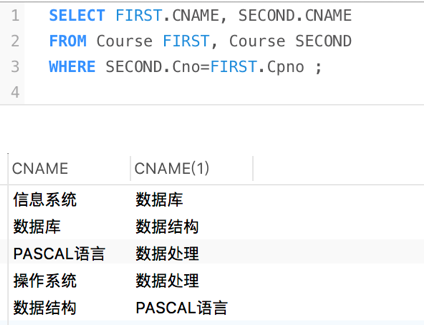 1 SELECT FIRST.CNAME, SECOND.CNAME
2 FROM Course FIRST, Course SECOND
3 WHERE SECOND.Cno=FIRST.Cpno ;
4
CNAME CNAME(1)
信息系统 数据库
数据库 数据结构
PASCAL语言 数据处理
操作系统 数据处理
数据结构 PASCAL语言